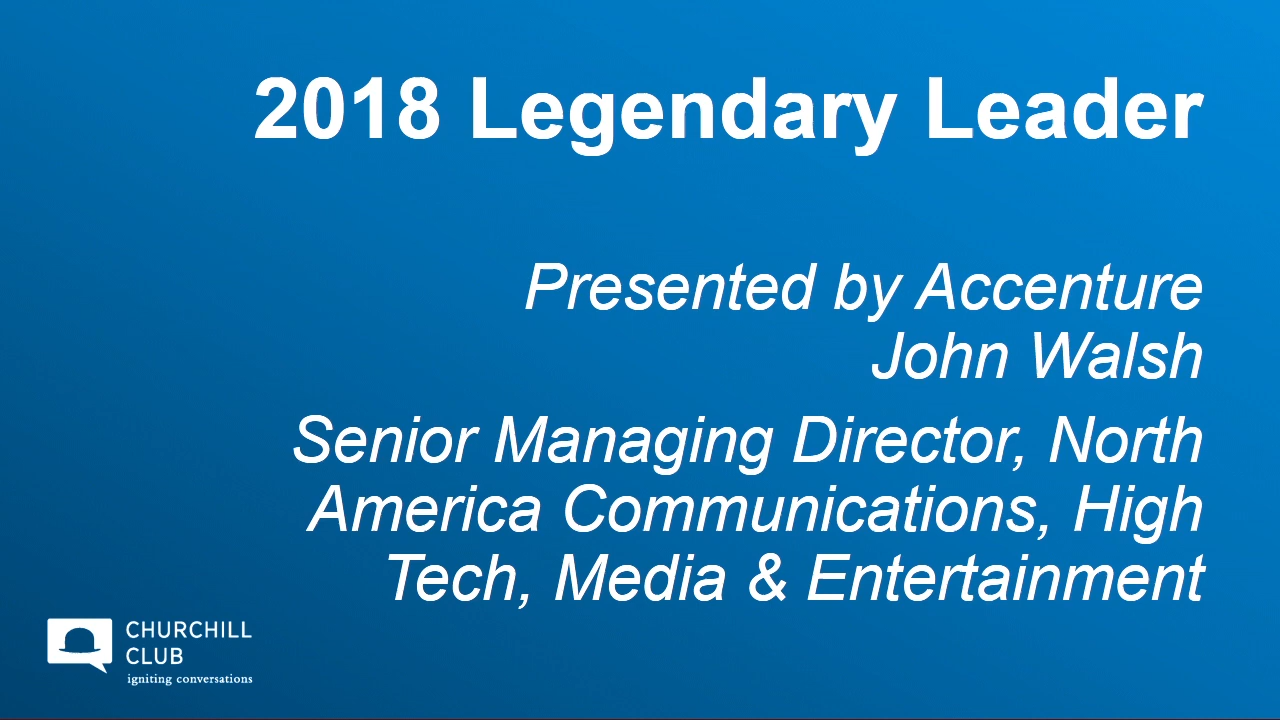 2018 Legendary Leader
Presented by Accenture
John Walsh
Senior Managing Director, North
America Communications, High
Tech, Media & Entertainment
CHURCHILL
CLUB
igniting conversations